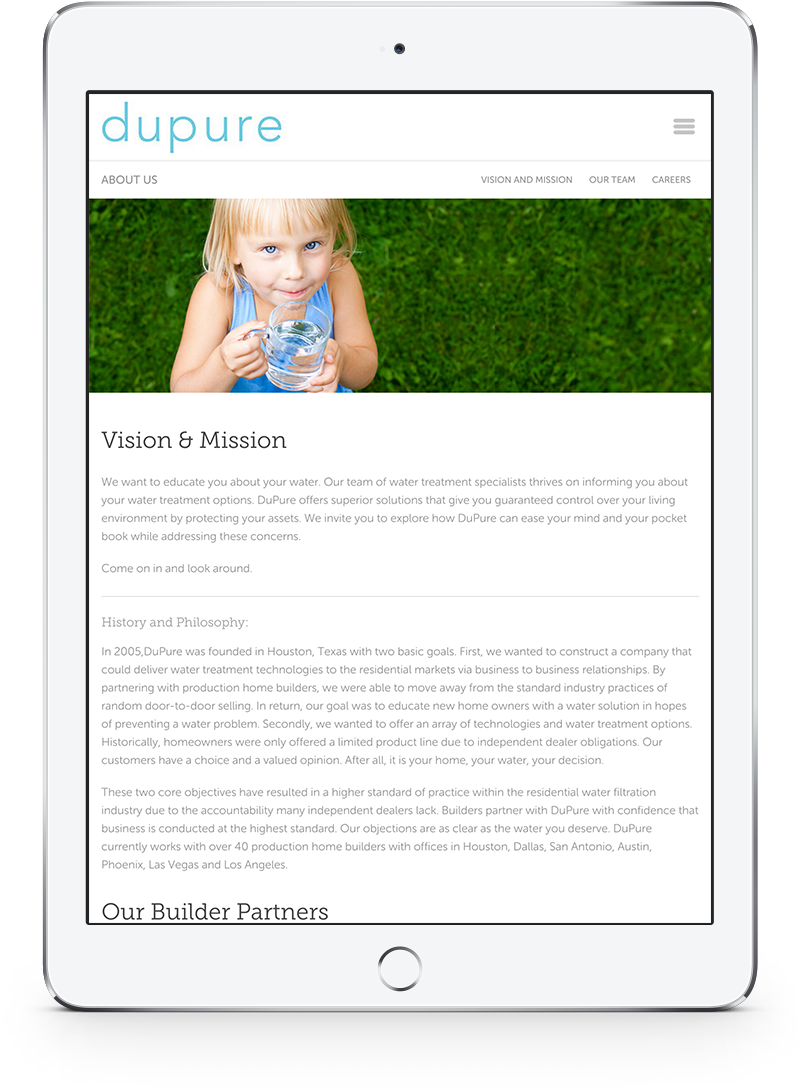 dupure
ABOUT US
VISION AND MISSION OUR TEAM CAREERS
Vision & Mission
We want to educate you about your water. Our team of water treatment specialists thrives on informing you about
your water treatment options. DuPure offers superior solutions that give you guaranteed control over your living
environment by protecting your assets. We invite you to explore how DuPure can ease your mind and your pocket
book while addressing these concerns.
Come on in and look around.
History and Philosophy:
In 2005,DuPure was founded in Houston, Texas with two basic goals. First, we wanted to construct a company that
could deliver water treatment technologies to the residential markets via business to business relationships. By
partnering with production home builders, we were able to move away from the standard industry practices of
random door-to-door selling. In return, our goal was to educate new home owners with a water solution in hopes
of preventing a water problem. Secondly, we wanted to offer an array of technologies and water treatment options.
Historically, homeowners were only offered a limited product line due to independent dealer obligations. Our
customers have a choice and a valued opinion. After all, it is your home, your water, your decision.
These two core objectives have resulted in a higher standard of practice within the residential water filtration
industry due to the accountability many independent dealers lack. Builders partner with DuPure with confidence that
business is conducted at the highest standard. Our objections are as clear as the water you deserve. DuPure
currently works with over 40 production home builders with offices in Houston, Dallas, San Antonio, Austin,
Phoenix, Las Vegas and Los Angeles.
Our Builder Partners